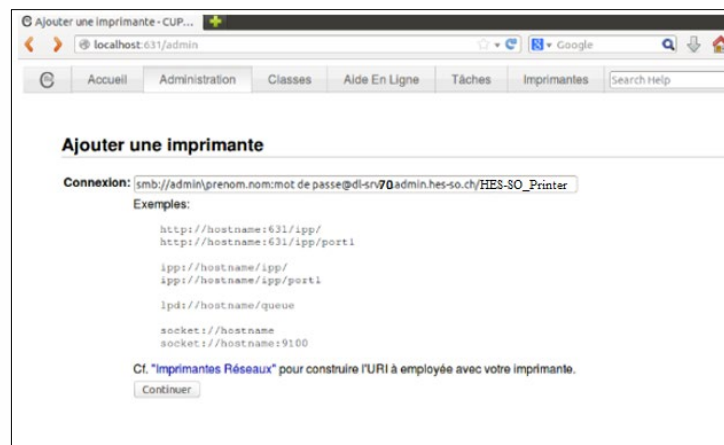 Ajouter une imprimante - CUP...
localhost:631/admin
Google
Accueil Administration Classes Aide En Ligne Tâches Imprimantes Search Help
Ajouter une imprimante
Connexion: smb://admin\prenom.nom:mot de passe@dl-srv70.admin.hes-so.ch/HES-SO_Printer
Exemples:
http://hostname:631/ipp/
http://hostname:631/ipp/port1
ipp://hostname/ipp/
ipp://hostname/ipp/port1
lpd://hostname/queue
socket://hostname
socket://hostname:9100
Cf. "Imprimantes Réseaux" pour construire l'URI à employée avec votre imprimante.
Continuer